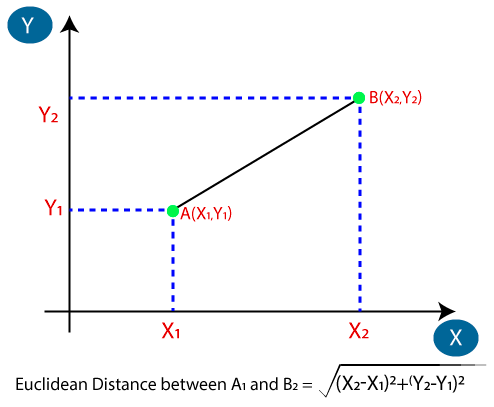 Y
Y₂
B(X₂,Y₂)
Y₁
A(X₁,Y₁)
X₁
X₂
X
Euclidean Distance between A₁ and B₂ = √(X₂-X₁)²+(Y₂-Y₁)²